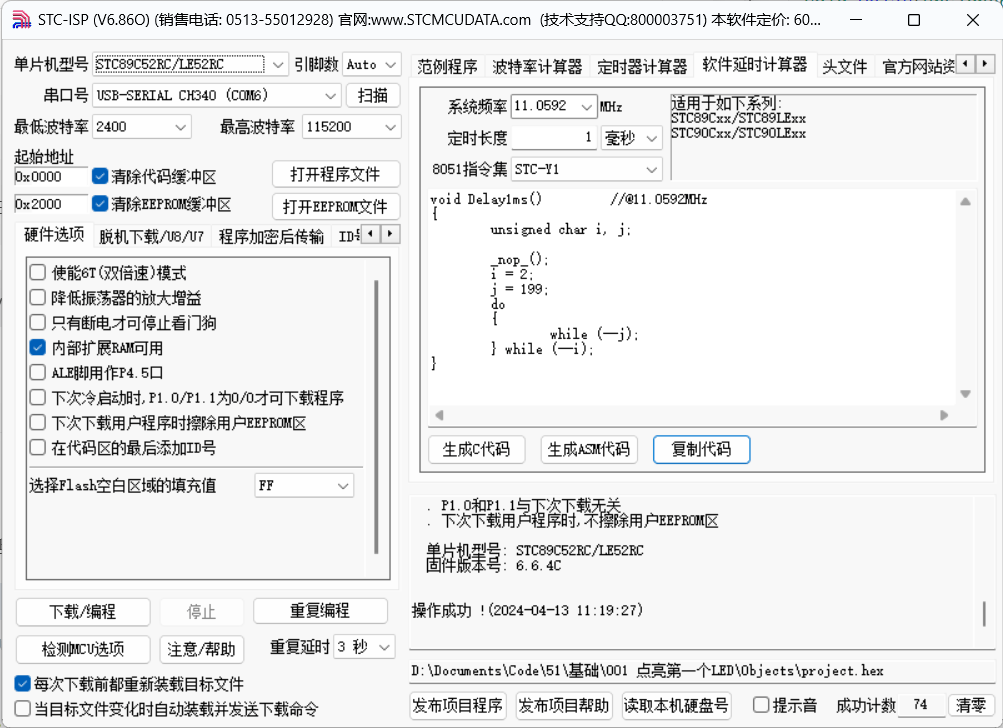 STC-ISP (V6.86O) (销售电话: 0513-55012928) 官网:www.STCMCUDATA.com (技术支持QQ:800003751) 本软件定价: 60...
单片机型号 STC89C52RC/LE52RC 引脚数 Auto
串口号 USB-SERIAL CH340 (COM6) 扫描
最低波特率 2400 最高波特率 115200
起始地址
0x0000 清除代码缓冲区 打开程序文件
0x2000 清除EEPROM缓冲区 打开EEPROM文件
硬件选项 脱机下载/U8/U7 程序加密后传输
使能6T(双倍速)模式
降低振荡器的放大增益
只有断电才可停止看门狗
内部扩展RAM可用
ALE脚用作P4.5口
下次冷启动时,P1.0/P1.1为0/0才可下载程序
下次下载用户程序时擦除用户EEPROM区
在代码区的最后添加ID号
选择Flash空白区域的填充值 FF
下载/编程 停止 重复编程
检测MCU选项 注意/帮助 重复延时 3 秒
每次下载前都重新装载目标文件
当目标文件变化时自动装载并发送下载命令
范例程序 波特率计算器 定时器计算器 软件延时计算器 头文件 官方网站资
系统频率 11.0592 MHz
定时长度 1 毫秒
8051指令集 STC-Y1
适用于如下系列:
STC89Cxx/STC89LExx
STC90Cxx/STC90LExx
void Delay1ms() //@11.0592MHz
{
unsigned char i, j;
_nop_();
i = 2;
j = 199;
do
{
while (--j);
} while (--i);
}
生成C代码 生成ASM代码 复制代码
. P1.0和P1.1与下次下载无关
. 下次下载用户程序时,不擦除用户EEPROM区
单片机型号: STC89C52RC/LE52RC
固件版本号: 6.6.4C
操作成功 !(2024-04-13 11:19:27)
D:\Documents\Code\51\基础\001 点亮第一个LED\Objects\project.hex
发布项目程序 发布项目帮助 读取本机硬盘号 提示音 成功计数 74 清零